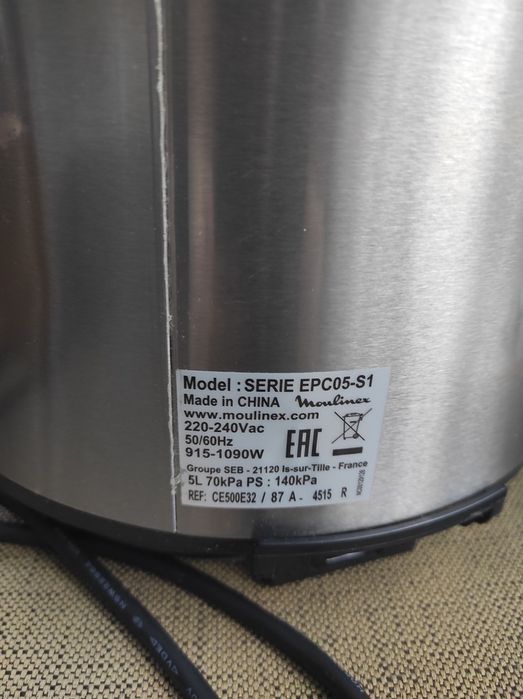 Model : SERIE EPC05-S1
Made in CHINA Moulinex
www.moulinex.com
220-240Vac
50/60Hz
915-1090W
EAC
Groupe SEB - 21120 Is-sur-Tille - France
5L 70kPa PS : 140kPa
REF: CE500E32 / 87 A - 4515 R